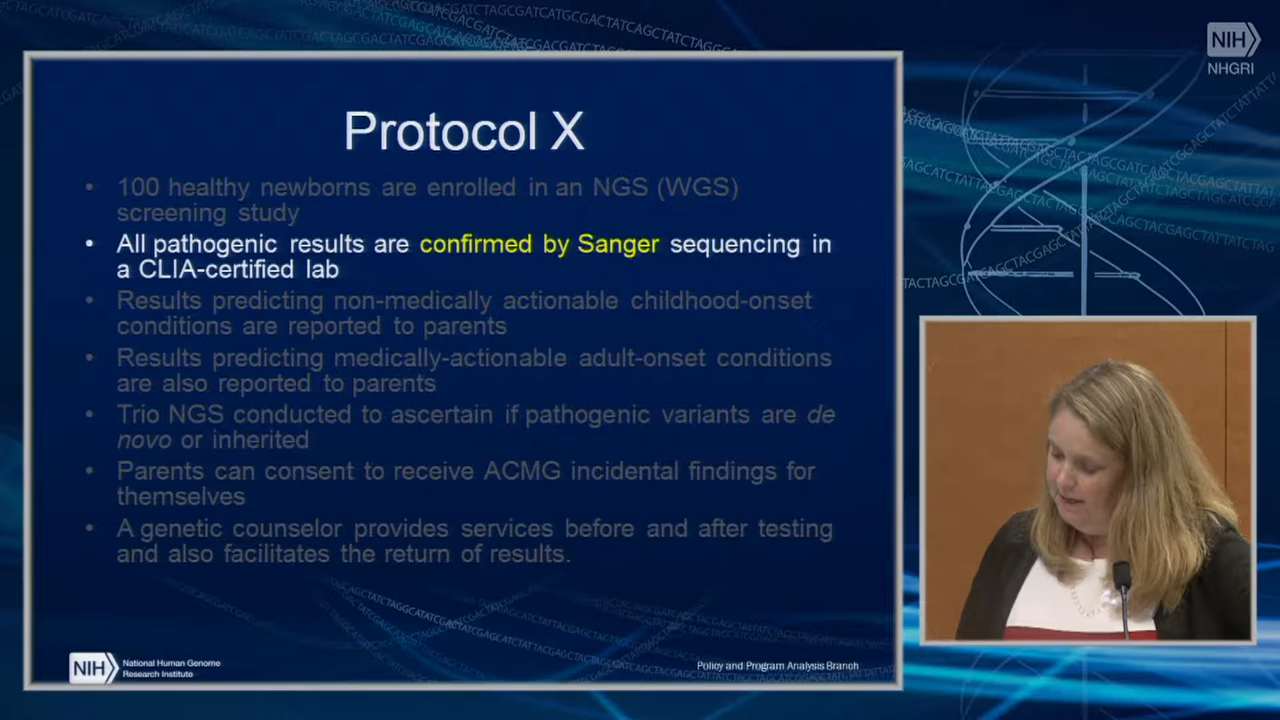 NIH
NHGRI
Protocol X
• 100 healthy newborns are enrolled in an NGS (WGS)
screening study
• All pathogenic results are confirmed by Sanger sequencing in
a CLIA-certified lab
• Results predicting non-medically actionable childhood-onset
conditions are reported to parents
• Results predicting medically-actionable adult-onset conditions
are also reported to parents
• Trio NGS conducted to ascertain if pathogenic variants are de
novo or inherited
• Parents can consent to receive ACMG incidental findings for
themselves
• A genetic counselor provides services before and after testing
and also facilitates the return of results.
NIH
National Human Genome
Research Institute
Policy and Program Analysis Branch